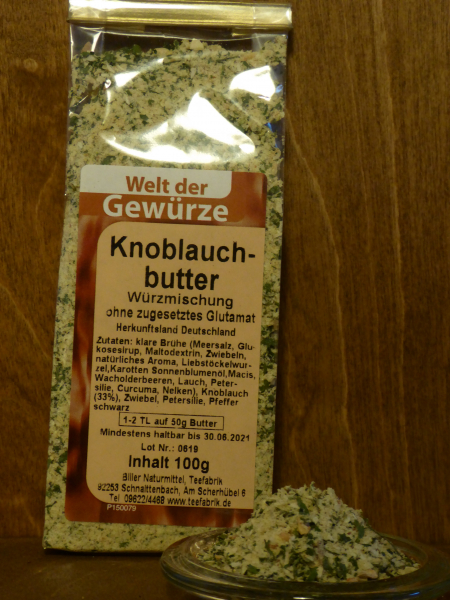 Welt der
Gewürze
Knoblauch-
butter
Würzmischung
ohne zugesetztes Glutamat
Herkunftsland Deutschland
Zutaten: klare Brühe (Meersalz, Glu-
kosesirup, Maltodextrin, Zwiebeln,
natürliches Aroma, Liebstöckelwur-
zel,Karotten Sonnenblumenöl,Macis,
Wacholderbeeren, Lauch, Peter-
silie, Curcuma, Nelken), Knoblauch
(33%), Zwiebel, Petersilie, Pfeffer
schwarz
1-2 TL auf 50g Butter
Mindestens haltbar bis 30.06.2021
Lot Nr.: 0619
Inhalt 100g
Biller Naturmittel, Teefabrik
92253 Schnaittenbach, Am Scherhübel 6
Tel. 09622/4468 www.teefabrik.de
P150079